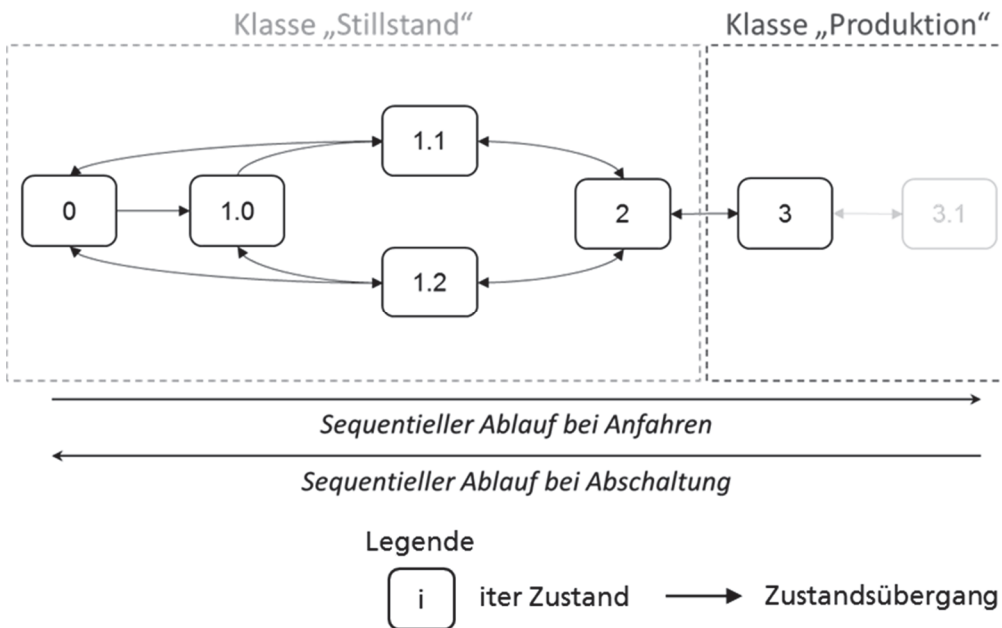 Klasse „Stillstand“
Klasse „Produktion“
1.1
0
1.0
2
3
3.1
1.2
Sequentieller Ablauf bei Anfahren
Sequentieller Ablauf bei Abschaltung
Legende
i
iter Zustand
Zustandsübergang